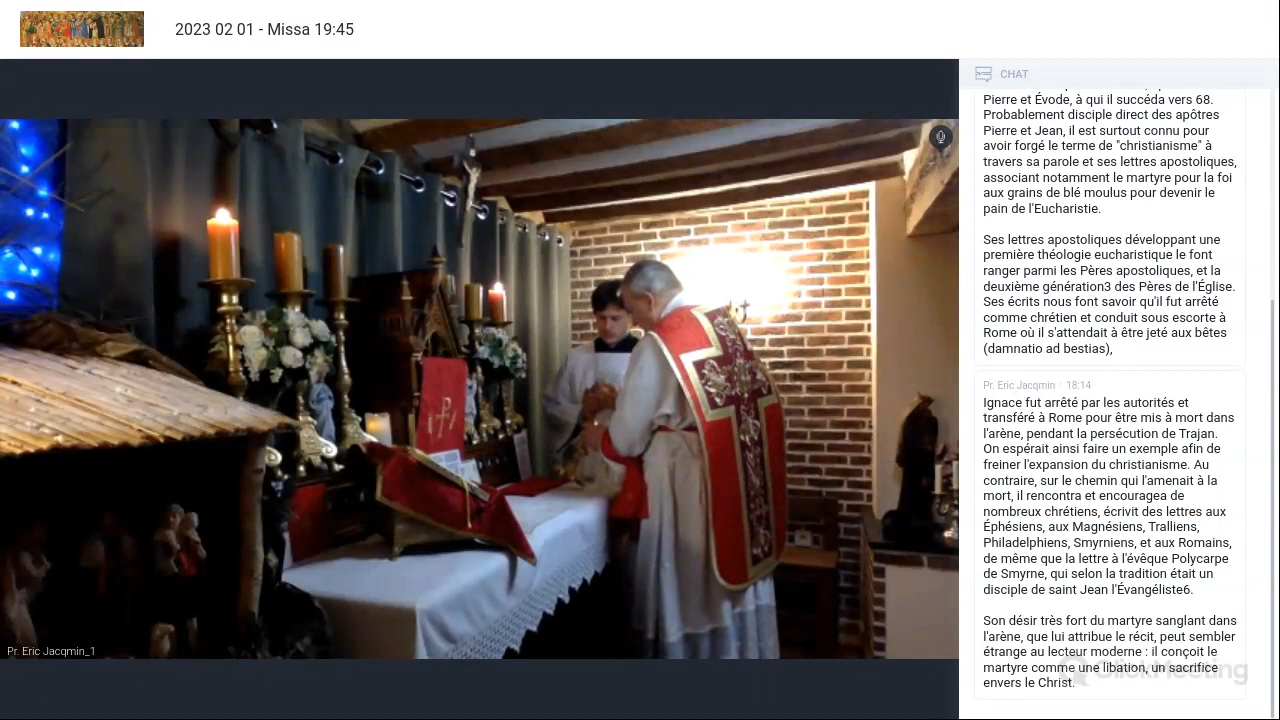 2023 02 01 - Missa 19:45
CHAT
Pierre et Évode, à qui il succéda vers 68.
Probablement disciple direct des apôtres
Pierre et Jean, il est surtout connu pour
avoir forgé le terme de "christianisme" à
travers sa parole et ses lettres apostoliques,
associant notamment le martyre pour la foi
aux grains de blé moulus pour devenir le
pain de l'Eucharistie.
Ses lettres apostoliques développant une
première théologie eucharistique le font
ranger parmi les Pères apostoliques, et la
deuxième génération3 des Pères de l'Église.
Ses écrits nous font savoir qu'il fut arrêté
comme chrétien et conduit sous escorte à
Rome où il s'attendait à être jeté aux bêtes
(damnatio ad bestias),
Pr. Eric Jacqmin / 18:14
Ignace fut arrêté par les autorités et
transféré à Rome pour être mis à mort dans
l'arène, pendant la persécution de Trajan.
On espérait ainsi faire un exemple afin de
freiner l'expansion du christianisme. Au
contraire, sur le chemin qui l'amenait à la
mort, il rencontra et encouragea de
nombreux chrétiens, écrivit des lettres aux
Éphésiens, aux Magnésiens, Tralliens,
Philadelphiens, Smyrniens, et aux Romains,
de même que la lettre à l'évêque Polycarpe
de Smyrne, qui selon la tradition était un
disciple de saint Jean l'Évangéliste6.
Son désir très fort du martyre sanglant dans
l'arène, que lui attribue le récit, peut sembler
étrange au lecteur moderne : il conçoit le
martyre comme une libation, un sacrifice
envers le Christ.
ClickMeeting
Pr. Eric Jacqmin_1